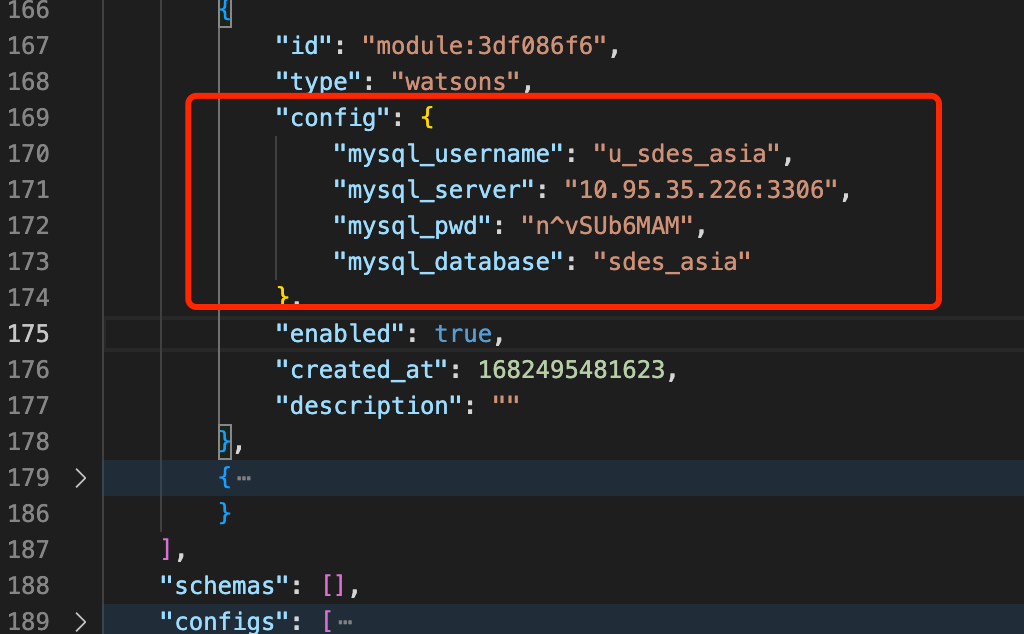 166 {
167 "id": "module:3df086f6",
168 "type": "watsons",
169 "config": {
170 "mysql_username": "u_sdes_asia",
171 "mysql_server": "10.95.35.226:3306",
172 "mysql_pwd": "n^vSUb6MAM",
173 "mysql_database": "sdes_asia"
174 },
175 "enabled": true,
176 "created_at": 1682495481623,
177 "description": ""
178 },
179 > { ⋯
186 }
187 ],
188 "schemas": [],
189 > "configs": [ ⋯